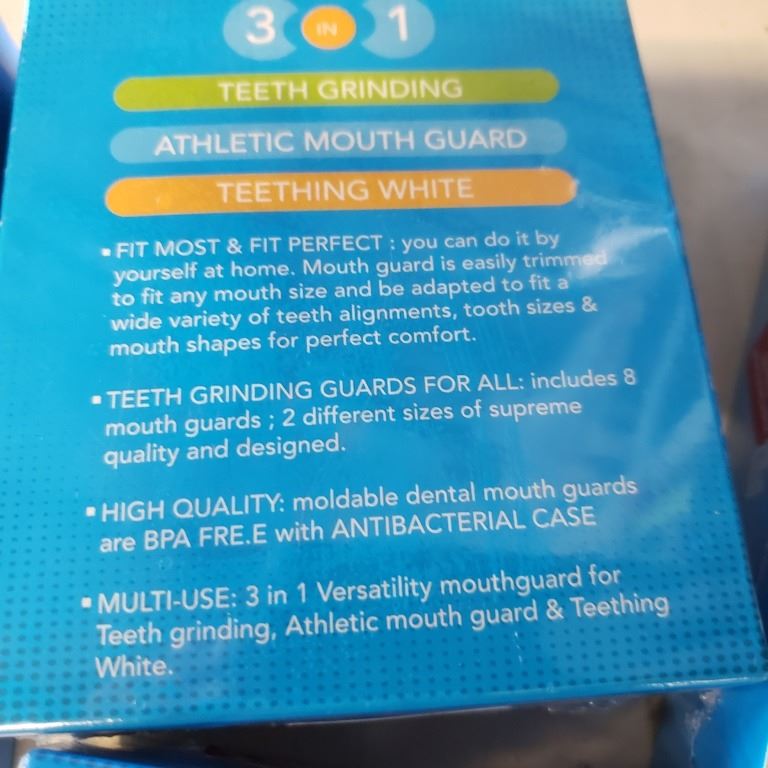 3 IN 1
TEETH GRINDING
ATHLETIC MOUTH GUARD
TEETHING WHITE
▪ FIT MOST & FIT PERFECT : you can do it by
yourself at home. Mouth guard is easily trimmed
to fit any mouth size and be adapted to fit a
wide variety of teeth alignments, tooth sizes &
mouth shapes for perfect comfort.
▪ TEETH GRINDING GUARDS FOR ALL: includes 8
mouth guards ; 2 different sizes of supreme
quality and designed.
▪ HIGH QUALITY: moldable dental mouth guards
are BPA FRE.E with ANTIBACTERIAL CASE
▪ MULTI-USE: 3 in 1 Versatility mouthguard for
Teeth grinding, Athletic mouth guard & Teething
White.